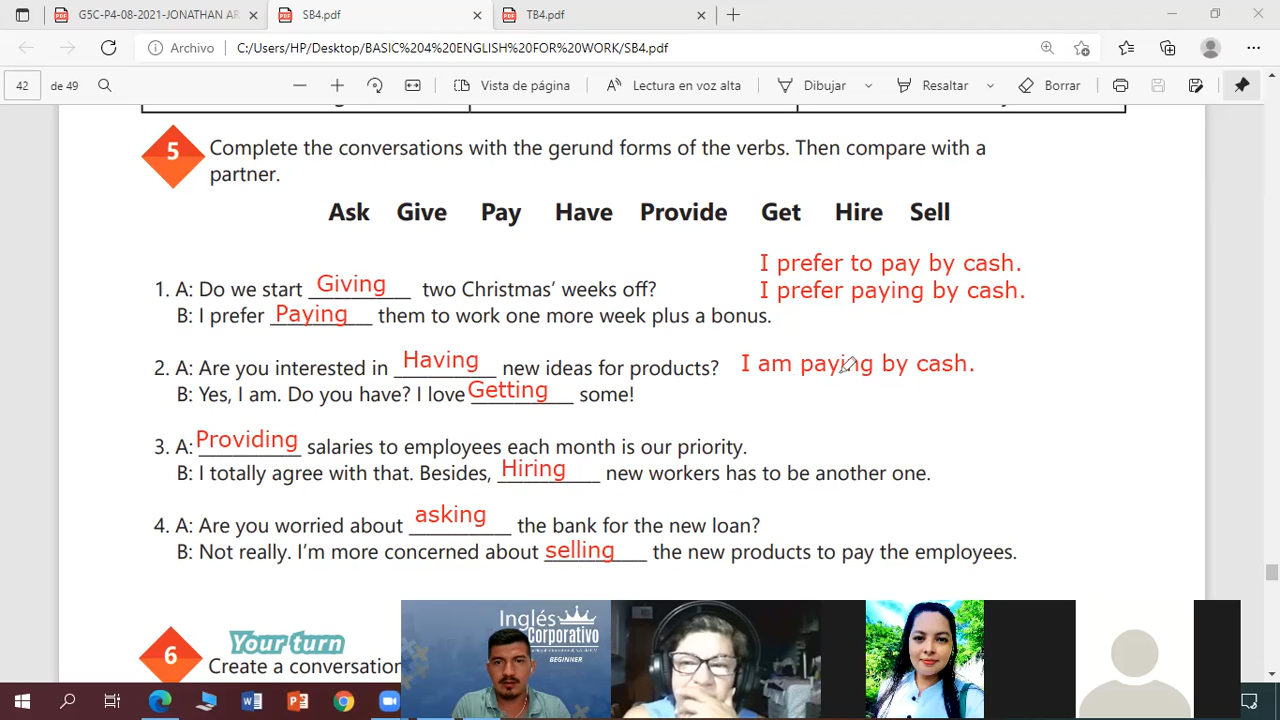 G5C-P4-08-2021-JONATHAN AR
SB4.pdf
TB4.pdf
Archivo
C:/Users/HP/Desktop/BASIC%204%20ENGLISH%20FOR%20WORK/SB4.pdf
42 de 49
Vista de página
Lectura en voz alta
Dibujar
Resaltar
Borrar
5 Complete the conversations with the gerund forms of the verbs. Then compare with a
partner.
Ask Give Pay Have Provide Get Hire Sell
I prefer to pay by cash.
I prefer paying by cash.
1. A: Do we start Giving two Christmas' weeks off?
B: I prefer Paying them to work one more week plus a bonus.
2. A: Are you interested in Having new ideas for products?
I am paying by cash.
B: Yes, I am. Do you have? I love Getting some!
3. A: Providing salaries to employees each month is our priority.
B: I totally agree with that. Besides, Hiring new workers has to be another one.
4. A: Are you worried about asking the bank for the new loan?
B: Not really. I'm more concerned about selling the new products to pay the employees.
6 Your turn
Create a conversation
Inglés
Corporativo
BEGINNER